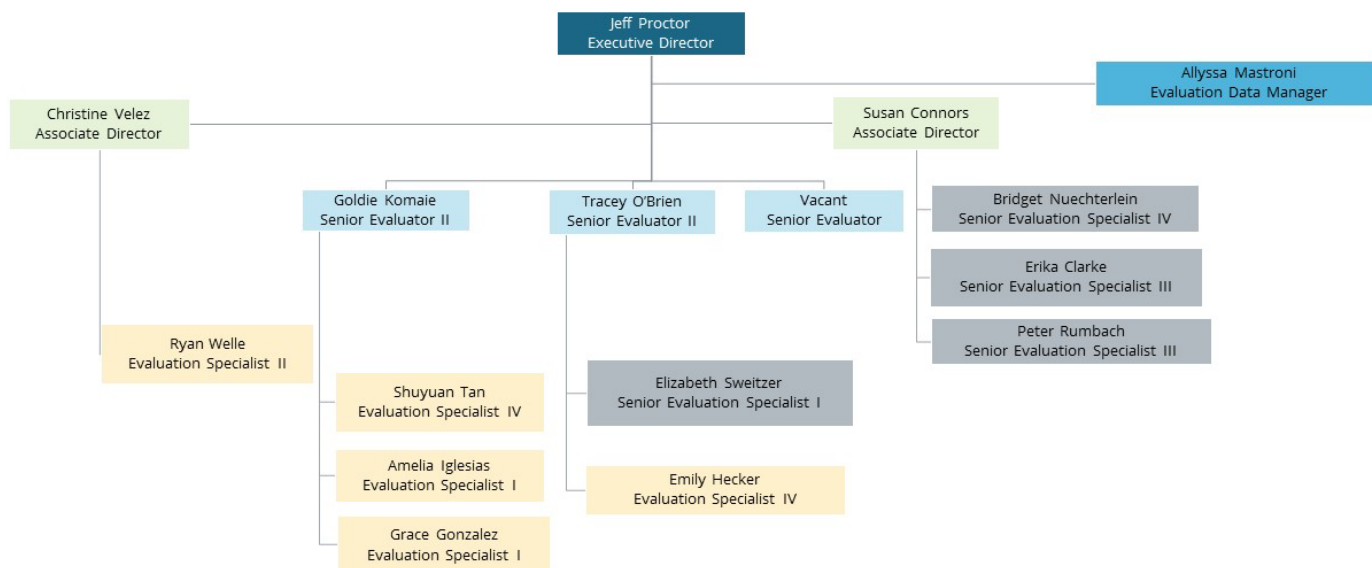 Jeff Proctor
Executive Director
Allyssa Mastroni
Evaluation Data Manager
Christine Velez
Associate Director
Susan Connors
Associate Director
Goldie Komaie
Senior Evaluator II
Tracey O'Brien
Senior Evaluator II
Vacant
Senior Evaluator
Bridget Nuechterlein
Senior Evaluation Specialist IV
Erika Clarke
Senior Evaluation Specialist III
Peter Rumbach
Senior Evaluation Specialist III
Ryan Welle
Evaluation Specialist II
Shuyuan Tan
Evaluation Specialist IV
Elizabeth Sweitzer
Senior Evaluation Specialist I
Amelia Iglesias
Evaluation Specialist I
Emily Hecker
Evaluation Specialist IV
Grace Gonzalez
Evaluation Specialist I